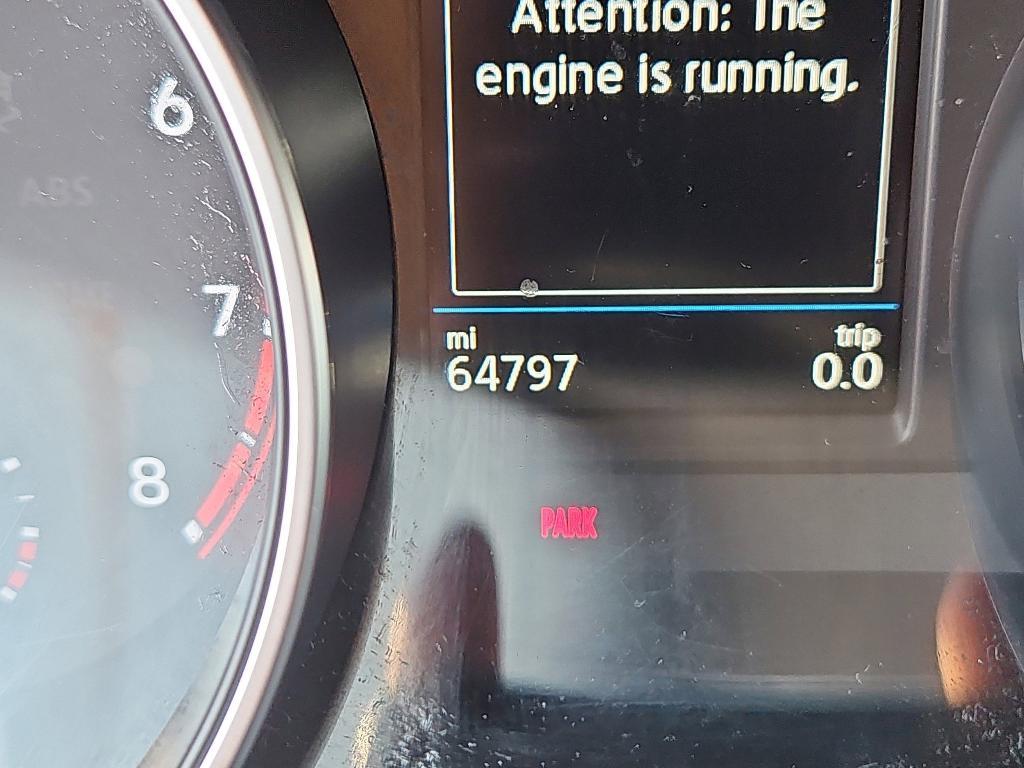 Attention: The
engine is running.
6
ABS
7
mi
trip
64797
0.0
8
PARK